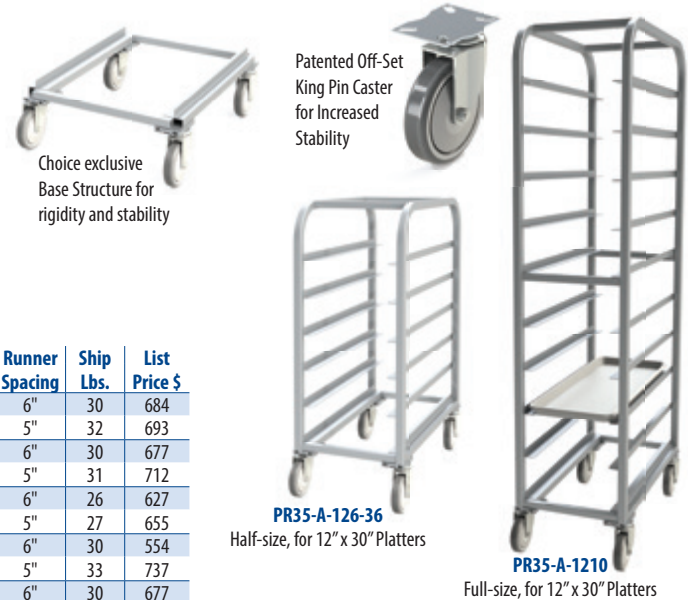 Patented Off-Set
King Pin Caster
for Increased
Stability
Choice exclusive
Base Structure for
rigidity and stability
Runner Spacing Ship Lbs. List Price $
6" 30 684
5" 32 693
6" 30 677
5" 31 712
6" 26 627
5" 27 655
6" 30 554
5" 33 737
6" 30 677
PR35-A-126-36
Half-size, for 12” x 30” Platters
PR35-A-1210
Full-size, for 12” x 30” Platters